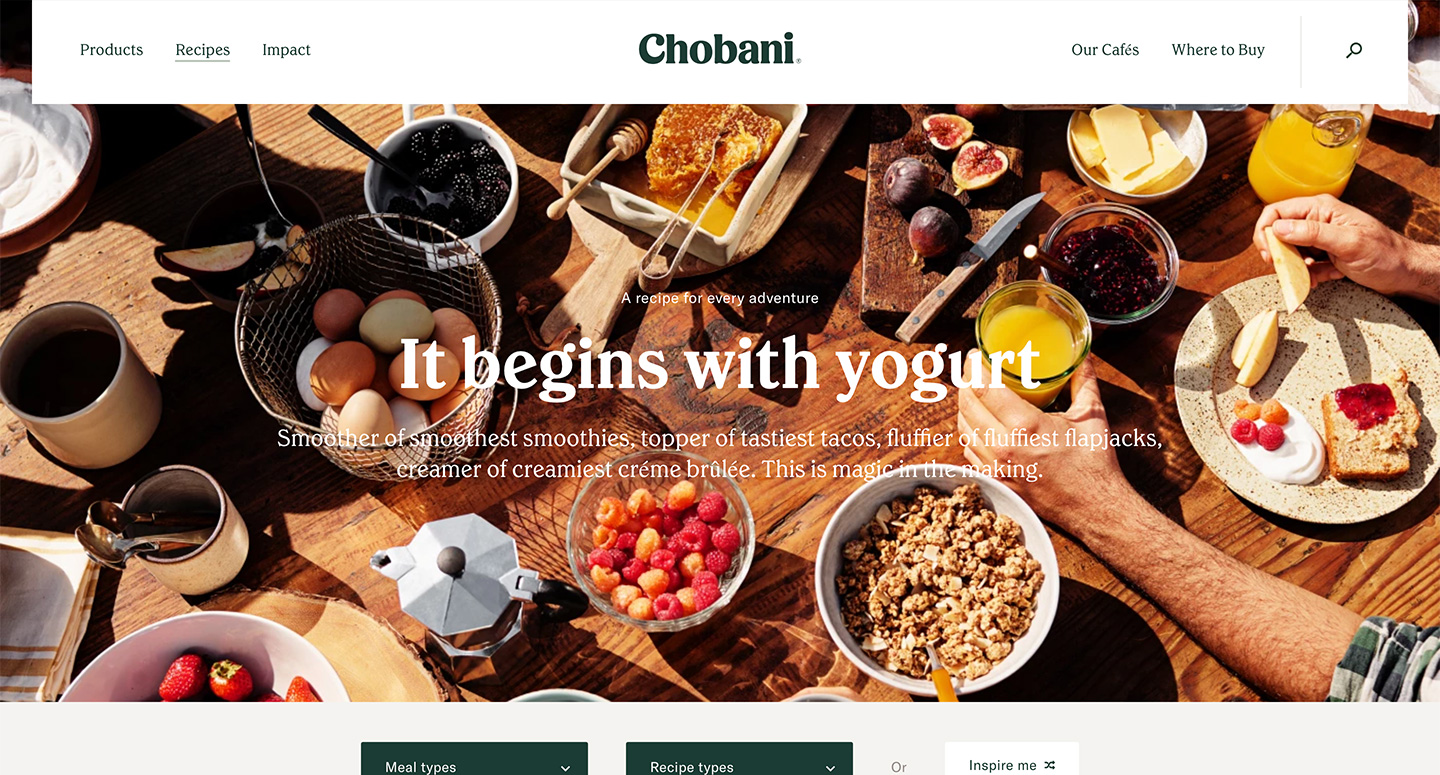 Products
Recipes
Impact
Chobani®
Our Cafés
Where to Buy
A recipe for every adventure
It begins with yogurt
Smoother of smoothest smoothies, topper of tastiest tacos, fluffier of fluffiest flapjacks,
creamer of creamiest créme brûlée. This is magic in the making.
Meal types
Recipe types
Or
Inspire me